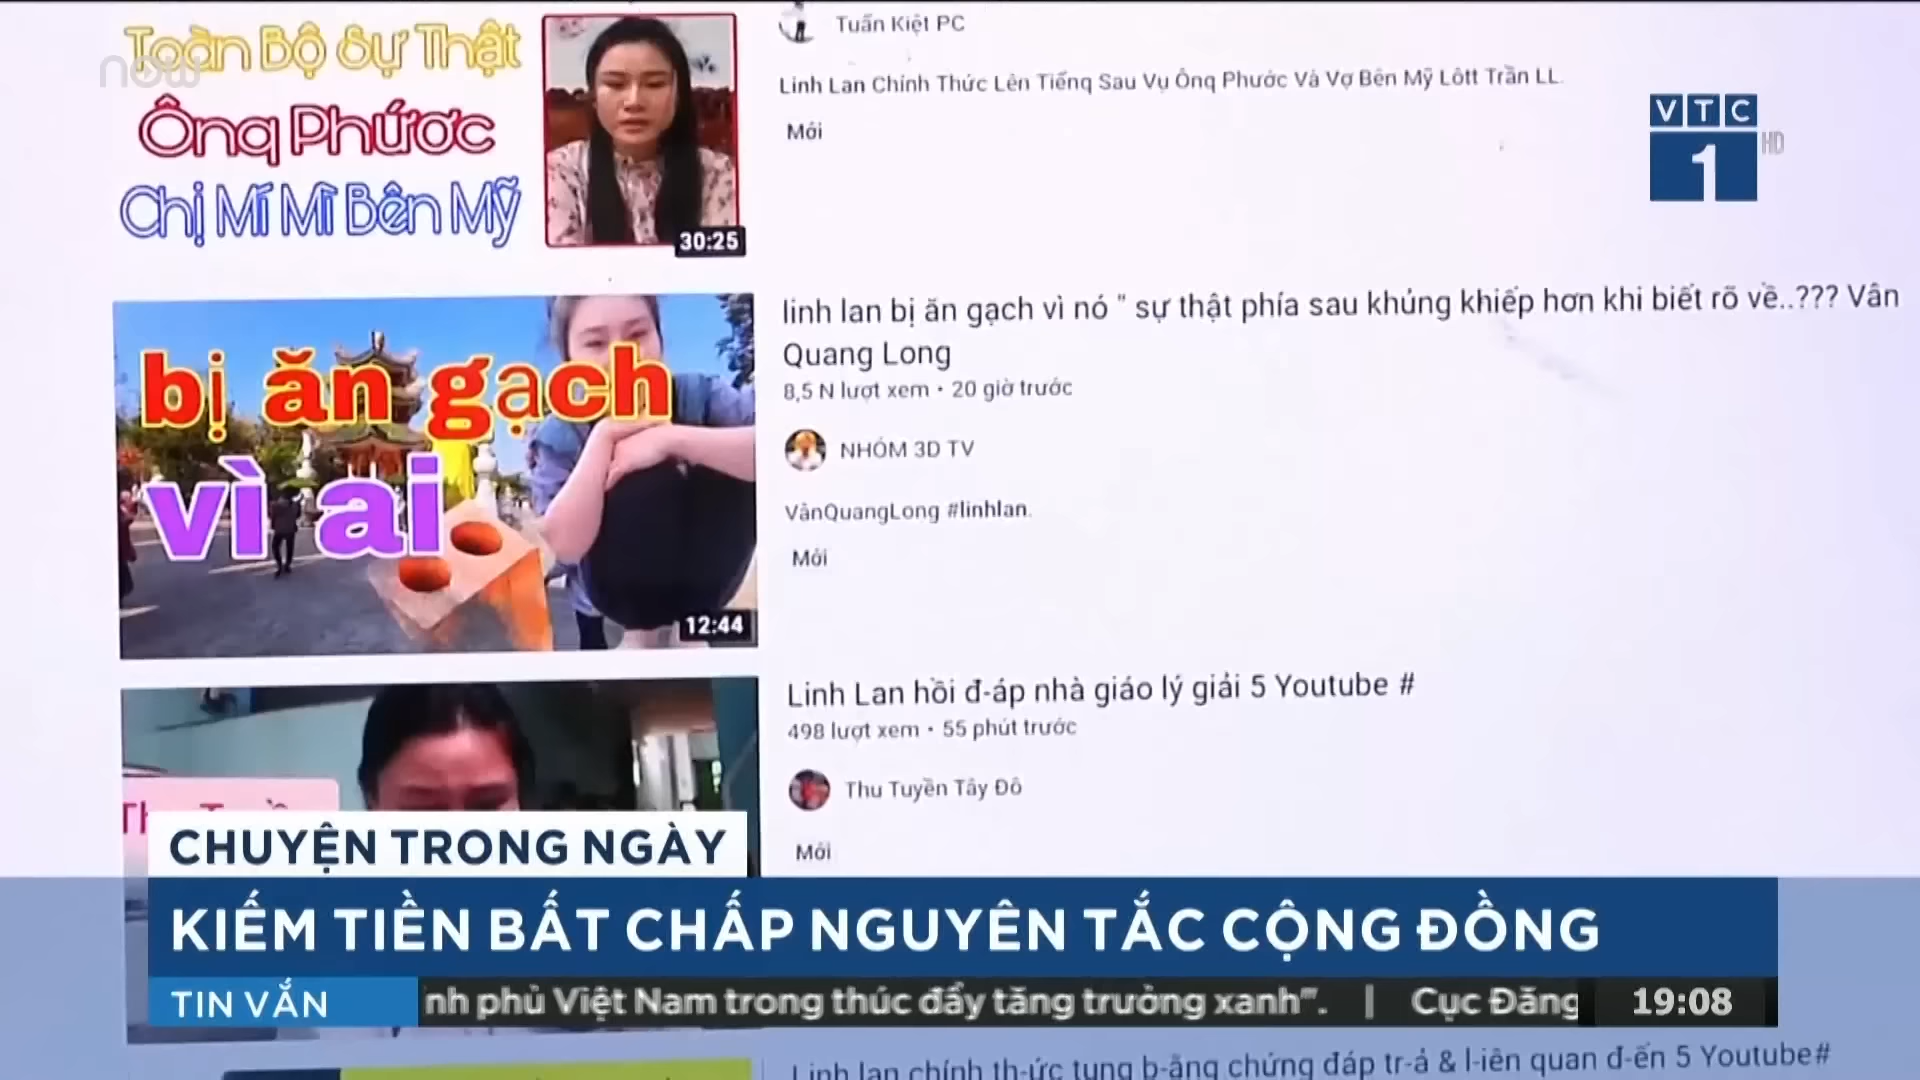 now
Toàn Bộ Sự Thật
Ông Phước
Chị Mí Mì Bên Mỹ
30:25
Tuấn Kiệt PC
Linh Lan Chính Thức Lên Tiếng Sau Vụ Ông Phước Và Vợ Bên Mỹ Lôtt Trần LL.
Mới
VTC
1
HD
bị ăn gạch
vì ai
12:44
linh lan bị ăn gạch vì nó " sự thật phía sau khủng khiếp hơn khi biết rõ về..??? Vân
Quang Long
8,5 N lượt xem • 20 giờ trước
NHÓM 3D TV
VânQuangLong #linhlan.
Mới
Linh Lan hồi đ-áp nhà giáo lý giải 5 Youtube #
498 lượt xem • 55 phút trước
Thu Tuyền Tây Đô
Mới
CHUYỆN TRONG NGÀY
KIẾM TIỀN BẤT CHẤP NGUYÊN TẮC CỘNG ĐỒNG
TIN VẮN
ính phủ Việt Nam trong thúc đẩy tăng trưởng xanh". | Cục Đăng
19:08
Linh lan chính th-ức tung b-ăng chứng đáp tr-ả & l-iên quan đ-ến 5 Youtube#